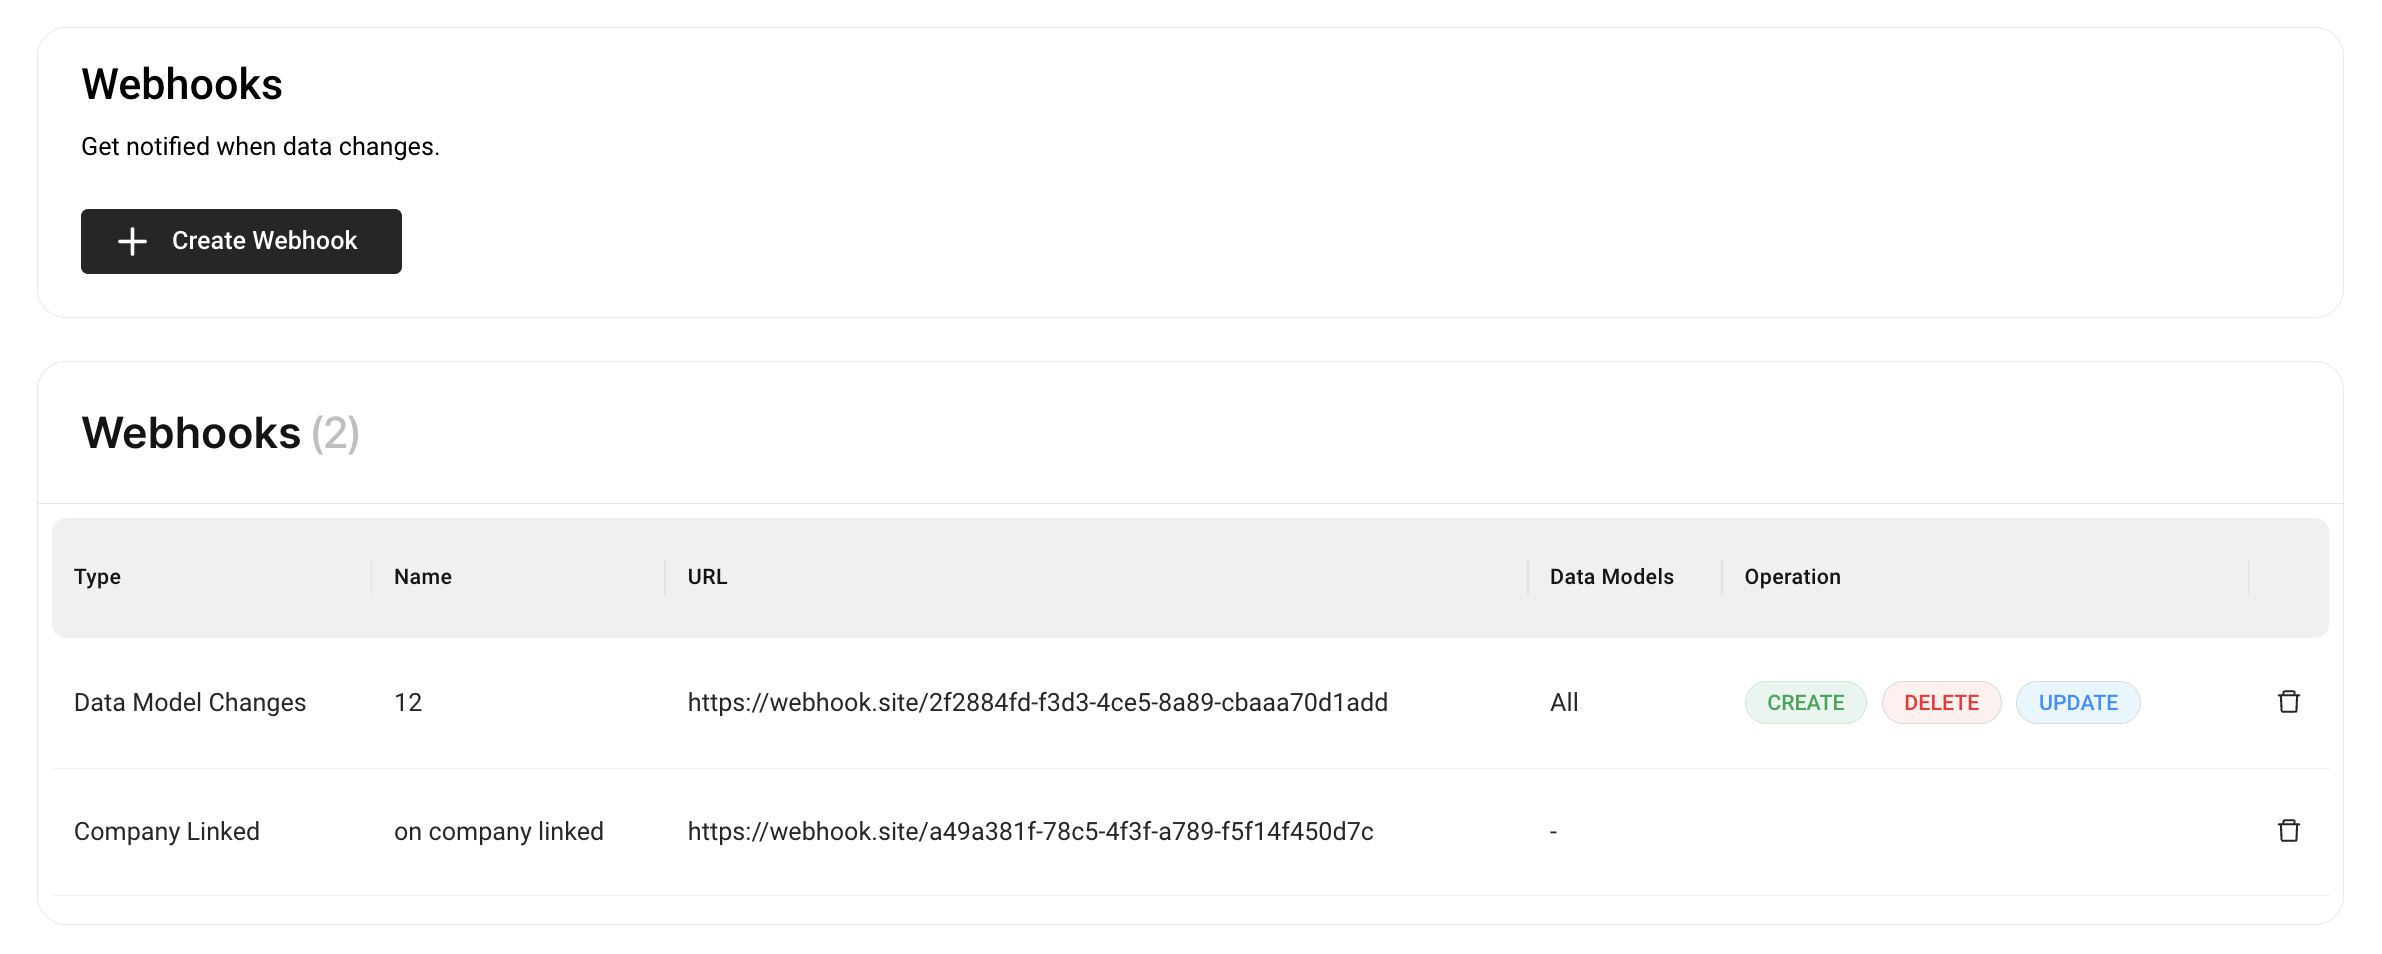 Webhooks
Get notified when data changes.
Create Webhook
Webhooks (2)
Type Name URL Data Models Operation
Data Model Changes 12 https://webhook.site/2f2884fd-f3d3-4ce5-8a89-cbaaa70d1add All CREATE DELETE UPDATE
Company Linked on company linked https://webhook.site/a49a381f-78c5-4f3f-a789-f5f14f450d7c -